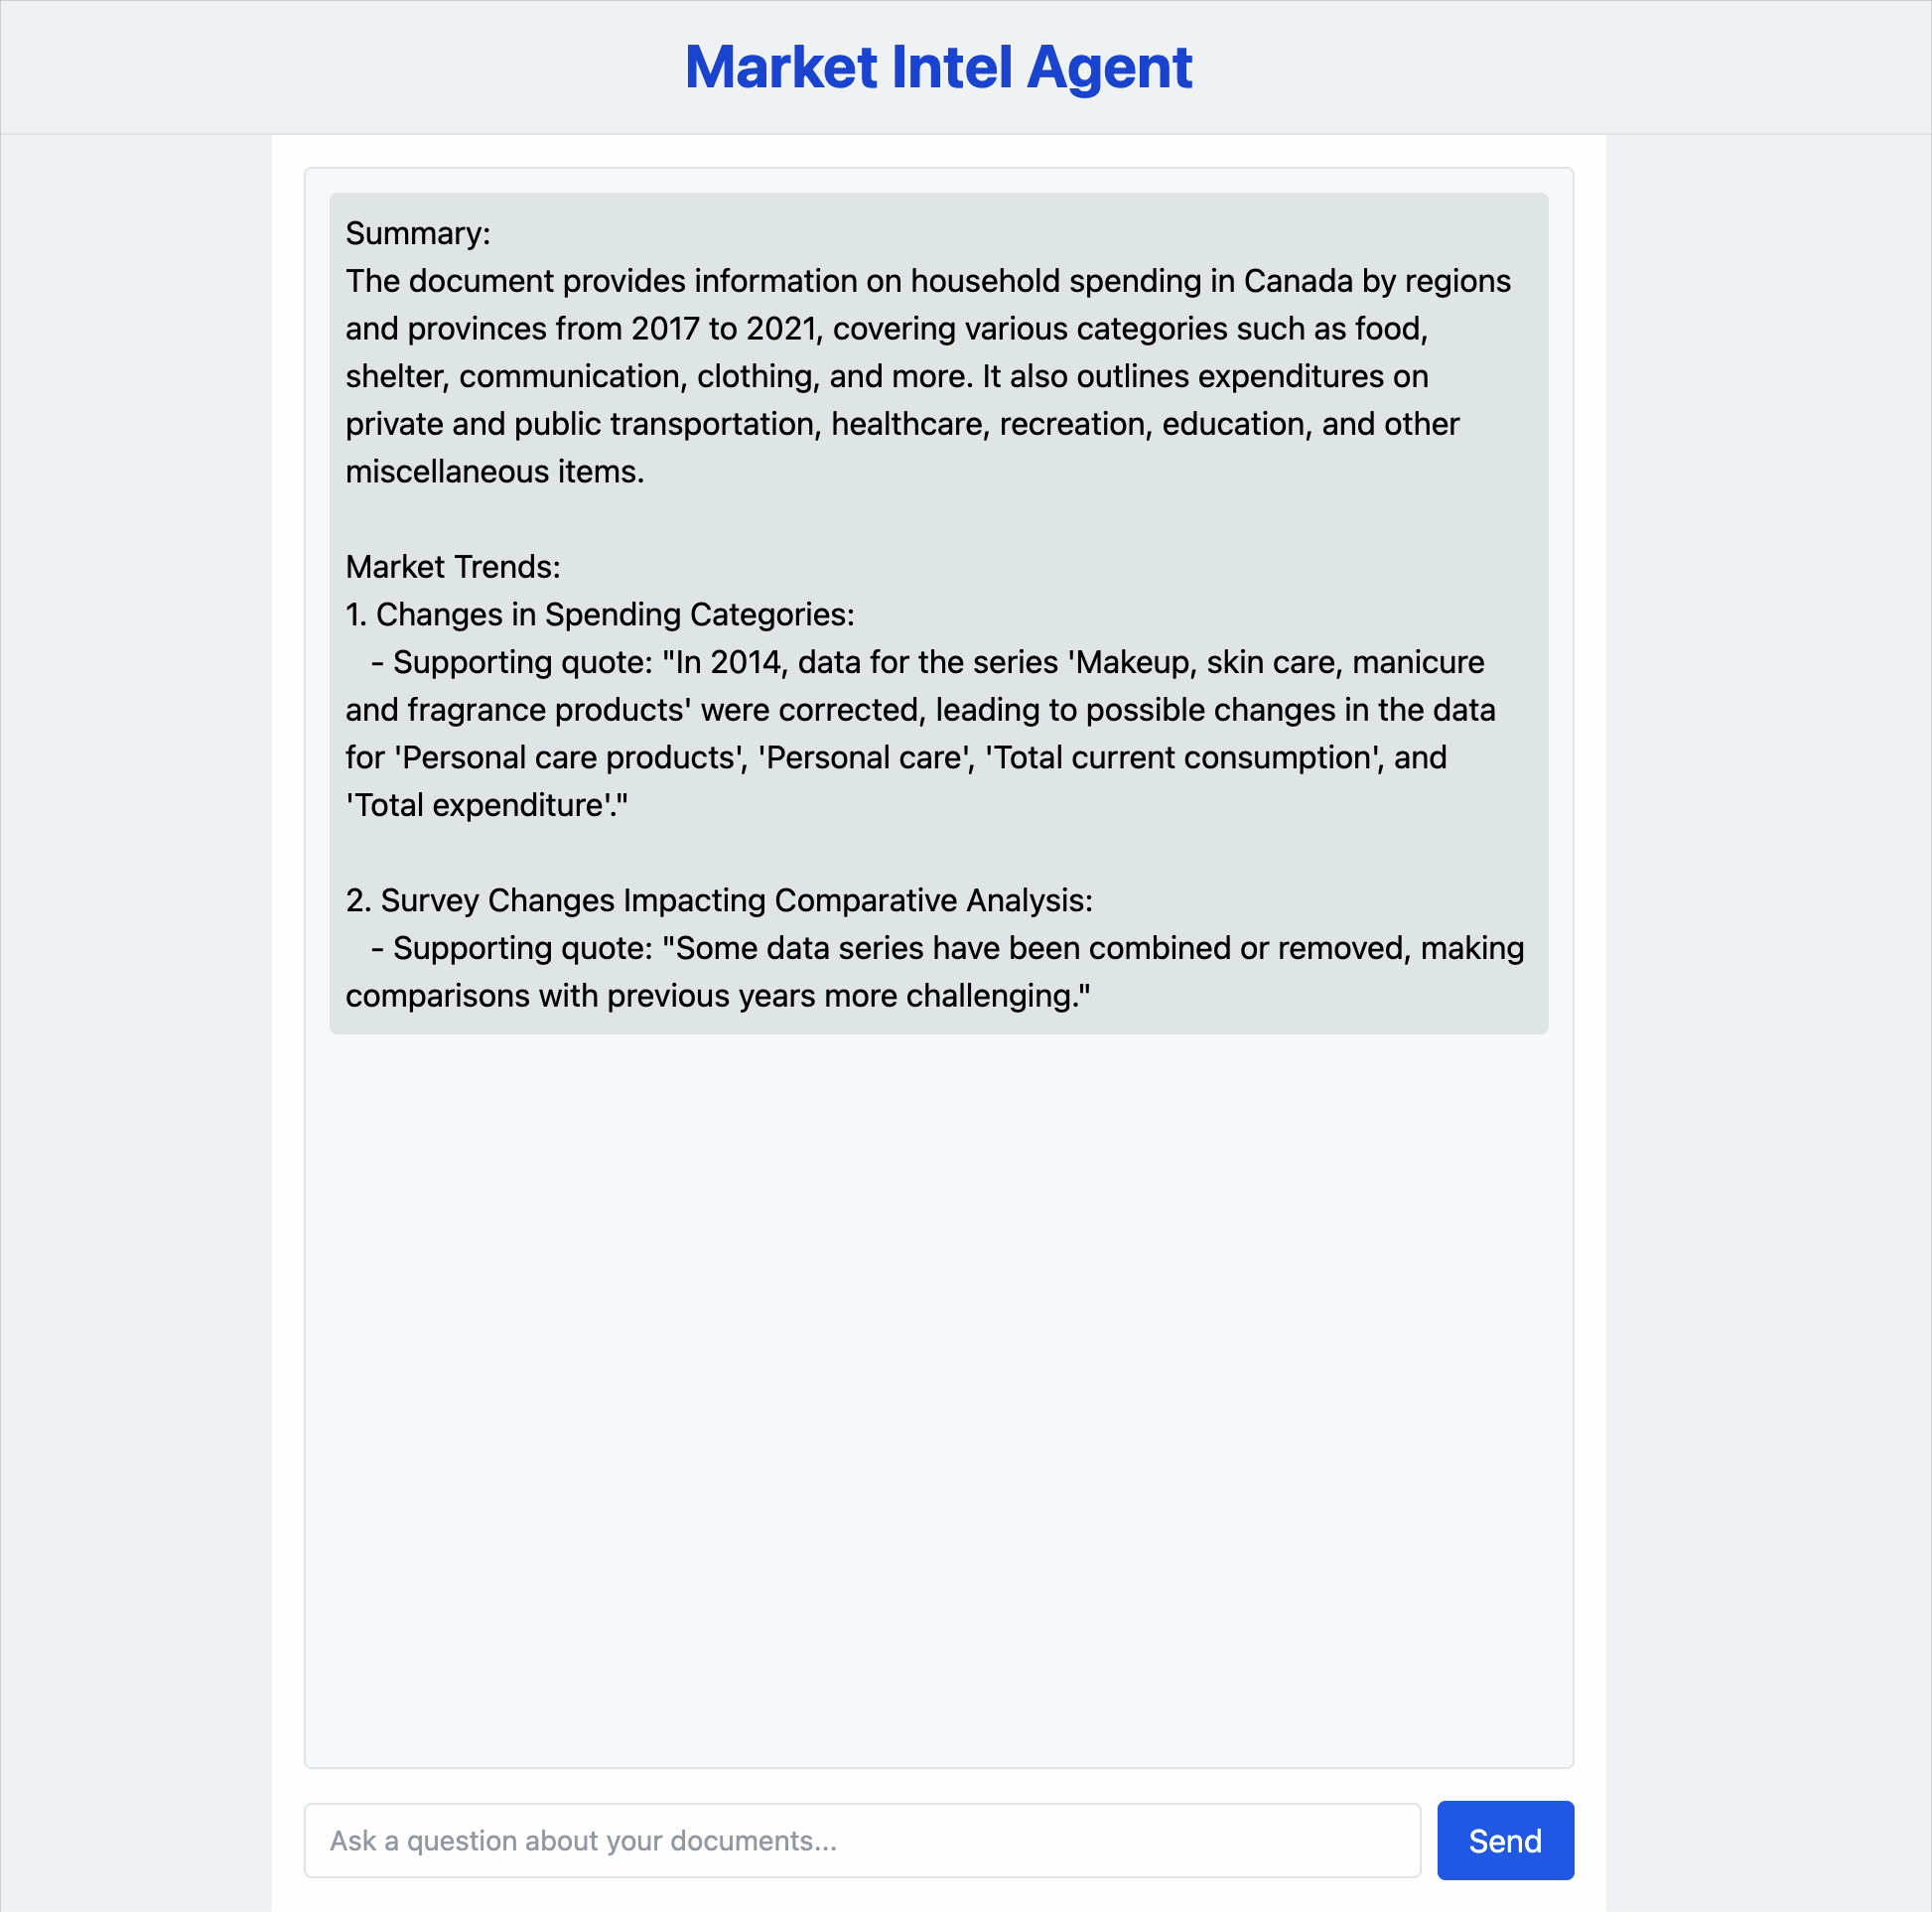 Market Intel Agent
Summary:
The document provides information on household spending in Canada by regions
and provinces from 2017 to 2021, covering various categories such as food,
shelter, communication, clothing, and more. It also outlines expenditures on
private and public transportation, healthcare, recreation, education, and other
miscellaneous items.
Market Trends:
1. Changes in Spending Categories:
- Supporting quote: "In 2014, data for the series 'Makeup, skin care, manicure
and fragrance products' were corrected, leading to possible changes in the data
for 'Personal care products', 'Personal care', 'Total current consumption', and
'Total expenditure'."
2. Survey Changes Impacting Comparative Analysis:
- Supporting quote: "Some data series have been combined or removed, making
comparisons with previous years more challenging."
Ask a question about your documents...
Send